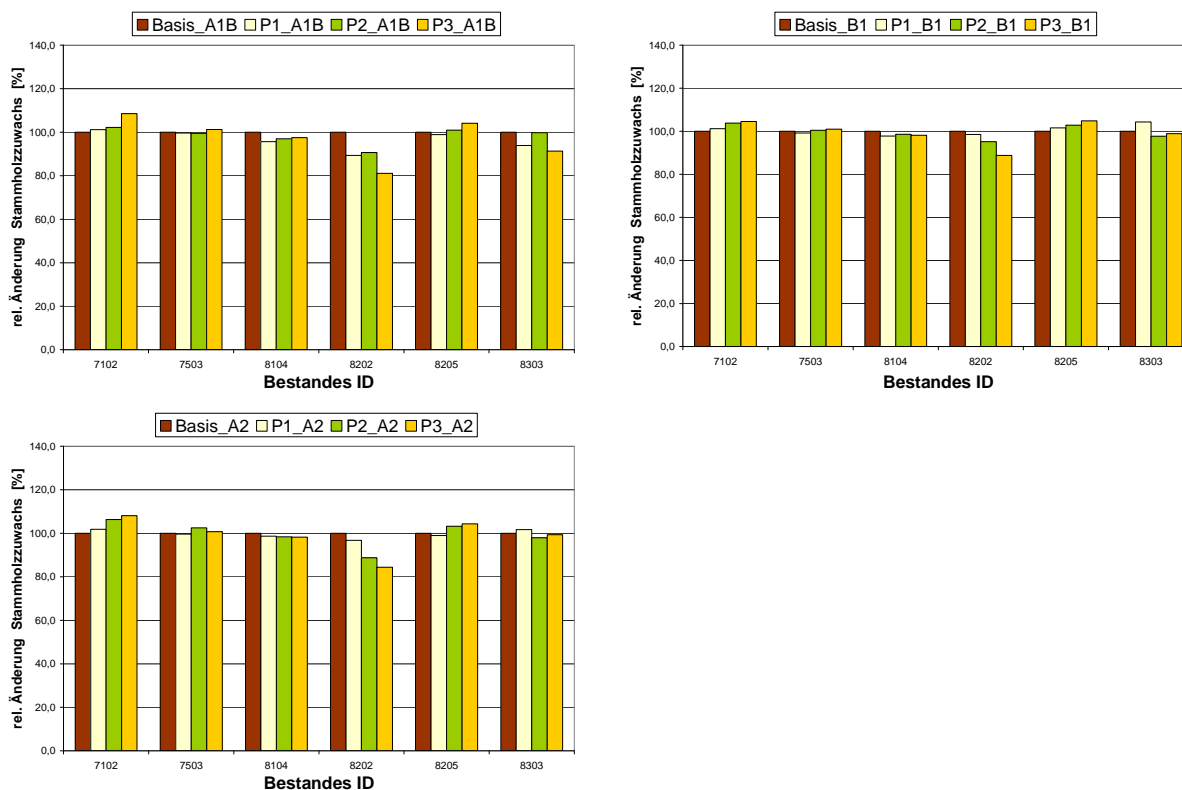 Basis_A1B P1_A1B P2_A1B P3_A1B
140,0
120,0
100,0
80,0
60,0
40,0
20,0
0,0
rel. Änderung Stammholzzuwachs [%]
7102 7503 8104 8202 8205 8303
Bestandes ID
Basis_B1 P1_B1 P2_B1 P3_B1
140,0
120,0
100,0
80,0
60,0
40,0
20,0
0,0
rel. Änderung Stammholzzuwachs [%]
7102 7503 8104 8202 8205 8303
Bestandes ID
Basis_A2 P1_A2 P2_A2 P3_A2
140,0
120,0
100,0
80,0
60,0
40,0
20,0
0,0
rel. Änderung Stammholzzuwachs [%]
7102 7503 8104 8202 8205 8303
Bestandes ID